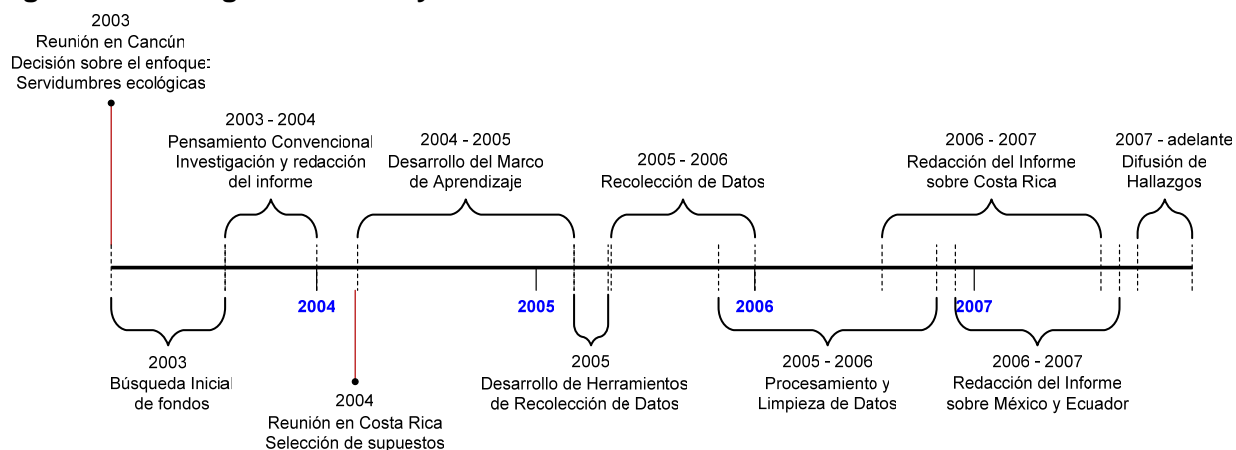 2003
Reunión en Cancún
Decisión sobre el enfoque:
Servidumbres ecológicas
2003 - 2004
Pensamiento Convencional
Investigación y redacción
del informe
2004 - 2005
Desarrollo del Marco
de Aprendizaje
2005 - 2006
Recolección de Datos
2006 - 2007
Redacción del Informe
sobre Costa Rica
2007 - adelante
Difusión de
Hallazgos
2004
2005
2006
2007
2003
Búsqueda Inicial
de fondos
2004
Reunión en Costa Rica
Selección de supuestos
2005
Desarrollo de Herramientos
de Recolección de Datos
2005 - 2006
Procesamiento y
Limpieza de Datos
2006 - 2007
Redacción del Informe
sobre México y Ecuador